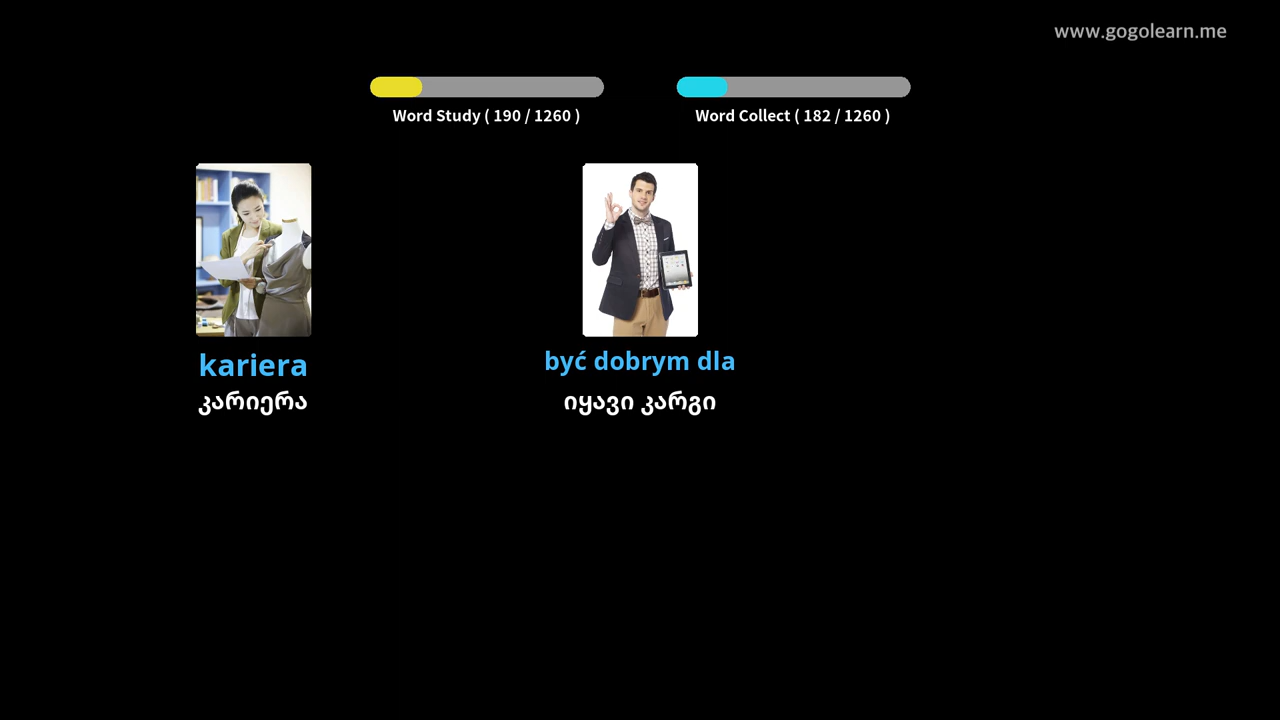 www.gogolearn.me
Word Study ( 190 / 1260 )
Word Collect ( 182 / 1260 )
kariera
კარიერა
być dobrym dla
იყავი კარგი